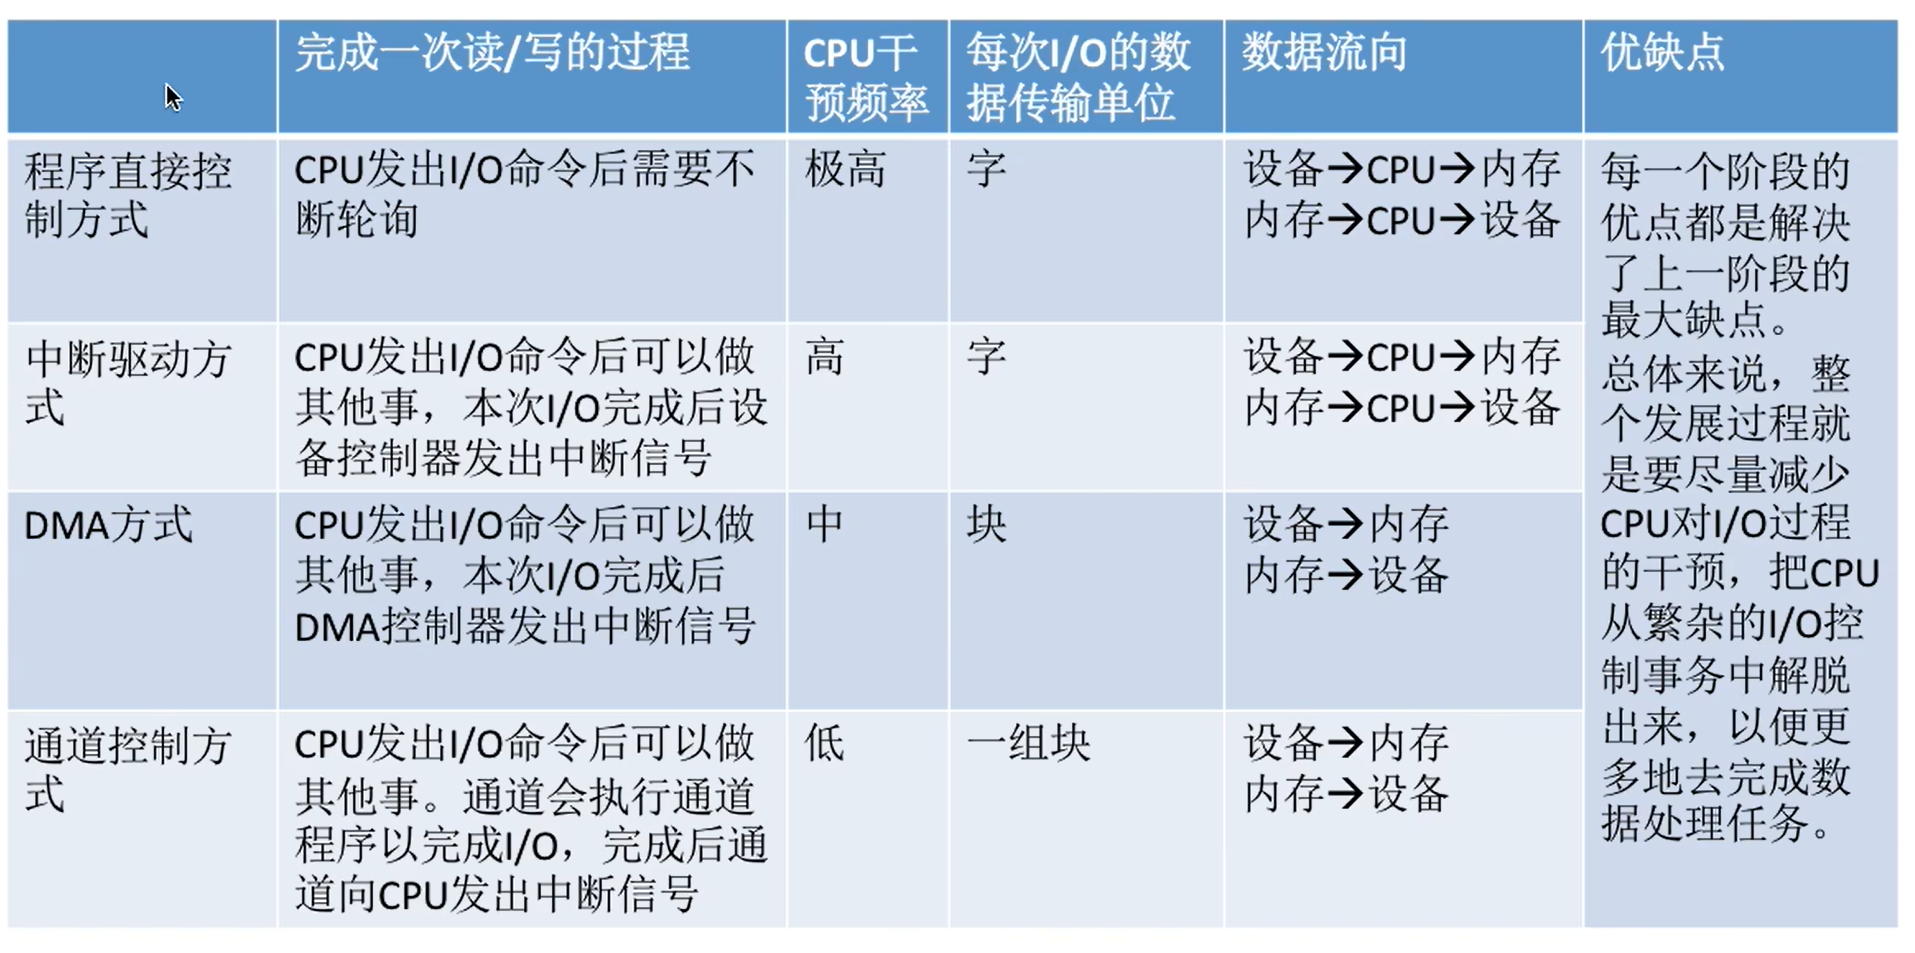 完成一次读/写的过程
CPU干
预频率
每次I/O的数
据传输单位
数据流向
优缺点
程序直接控
制方式
CPU发出I/O命令后需要不
断轮询
极高
字
设备→CPU→内存
内存→CPU→设备
每一个阶段的
优点都是解决
了上一阶段的
最大缺点。
总体来说，整
个发展过程就
是要尽量减少
CPU对I/O过程
的干预，把CPU
从繁杂的I/O控
制事务中解脱
出来，以便更
多地去完成数
据处理任务。
中断驱动方
式
CPU发出I/O命令后可以做
其他事，本次I/O完成后设
备控制器发出中断信号
高
字
设备→CPU→内存
内存→CPU→设备
DMA方式
CPU发出I/O命令后可以做
其他事，本次I/O完成后
DMA控制器发出中断信号
中
块
设备→内存
内存→设备
通道控制方
式
CPU发出I/O命令后可以做
其他事。通道会执行通道
程序以完成I/O，完成后通
道向CPU发出中断信号
低
一组块
设备→内存
内存→设备